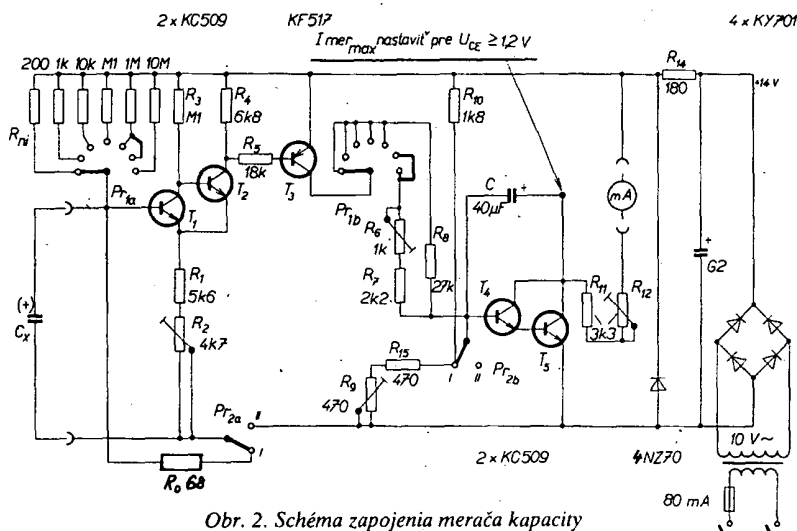 2 x KC509 KF517 4 x KY701
I mer max nastaviť pre U CE ≥ 1,2 V
200 1k 10k M1 1M 10M
R3
M1
R4
6k8
R10
1k8
R14
180
+14 V
Rni
R5
18k
T3
T2
Pr1a
T1
Pr1b
C
40µF
mA
+
G2
R6
1k
R8
27k
R7
2k2
R1
5k6
(+)
Cx
R2
4k7
T4
T5
R11
R12
3k3
R15
470
R9
470
I II Pr2b
Pr2a
II
I
R0 68
2 x KC509 4NZ70
10 V~
80 mA
Obr. 2. Schéma zapojenia merača kapacity